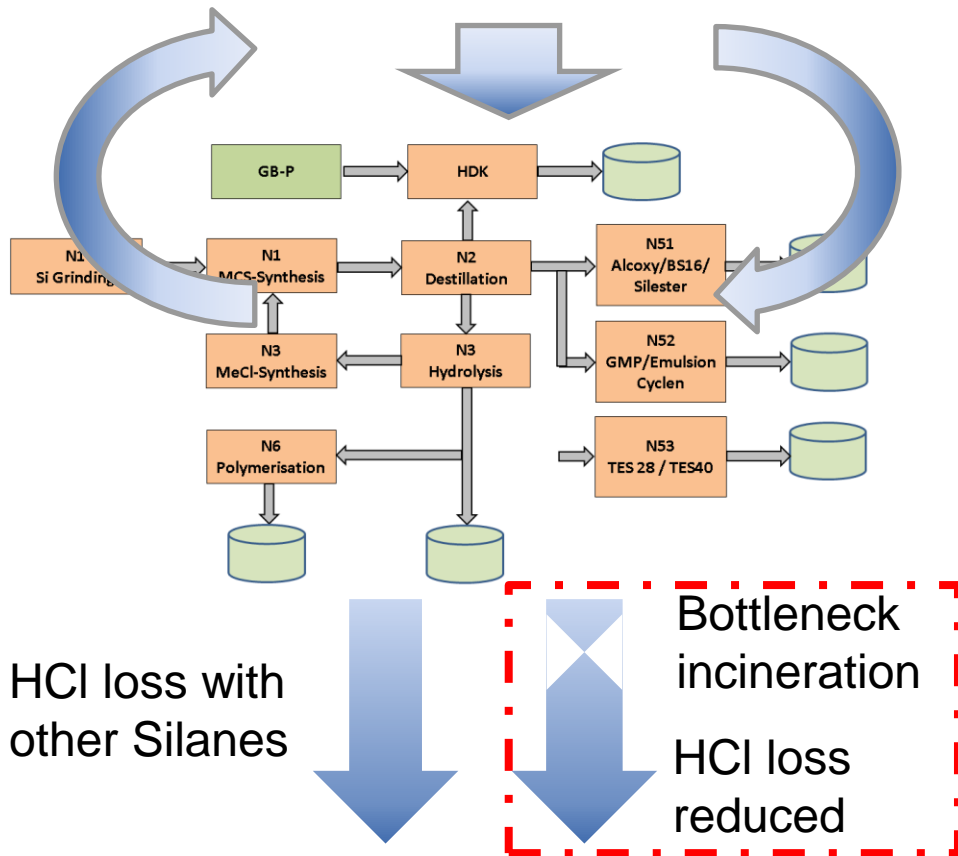 GB-P
HDK
N1
Si Grinding
N1
MCS-Synthesis
N2
Destillation
N51
Alcoxy/BS16/
Silester
N3
MeCl-Synthesis
N3
Hydrolysis
N52
GMP/Emulsion
Cyclen
N6
Polymerisation
N53
TES 28 / TES40
HCl loss with
other Silanes
Bottleneck
incineration
HCl loss
reduced